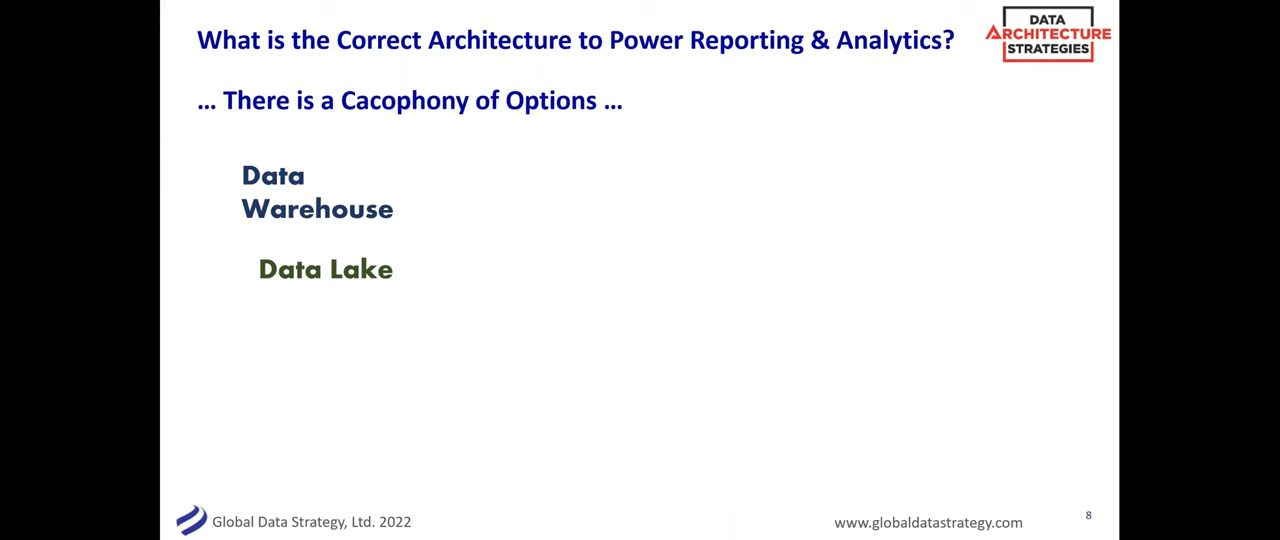 What is the Correct Architecture to Power Reporting & Analytics?
DATA
ARCHITECTURE
STRATEGIES
... There is a Cacophony of Options ...
Data
Warehouse
Data Lake
Global Data Strategy, Ltd. 2022
www.globaldatastrategy.com
8